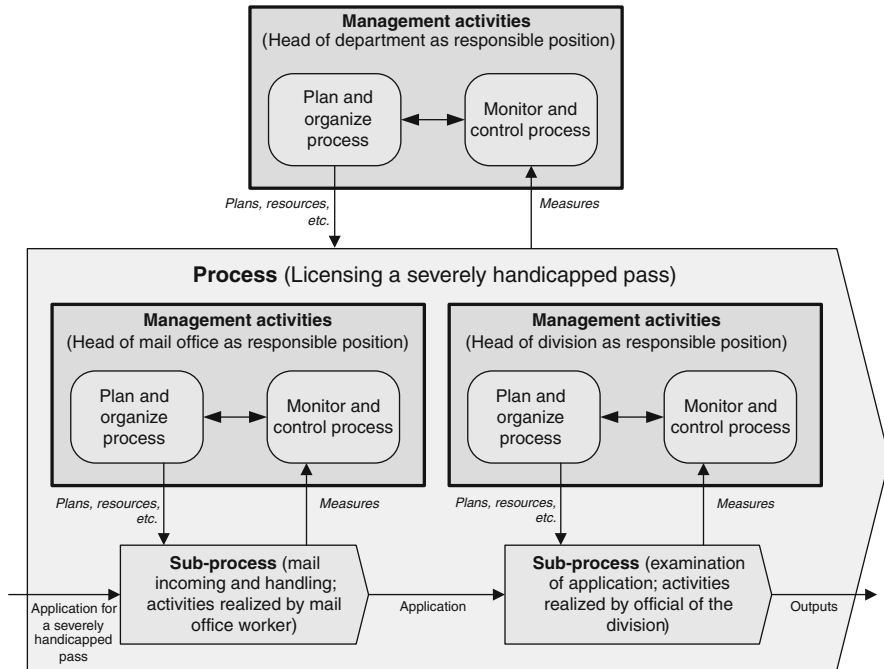 Management activities
(Head of department as responsible position)
Plan and
organize
process
Monitor and
control process
Plans, resources,
etc.
Measures
Process (Licensing a severely handicapped pass)
Management activities
(Head of mail office as responsible position)
Plan and
organize
process
Monitor and
control process
Plans, resources,
etc.
Measures
Management activities
(Head of division as responsible position)
Plan and
organize
process
Monitor and
control process
Plans, resources,
etc.
Measures
Application for
a severely
handicapped
pass
Sub-process (mail
incoming and handling;
activities realized by mail
office worker)
Application
Sub-process (examination
of application; activities
realized by official of the
division)
Outputs